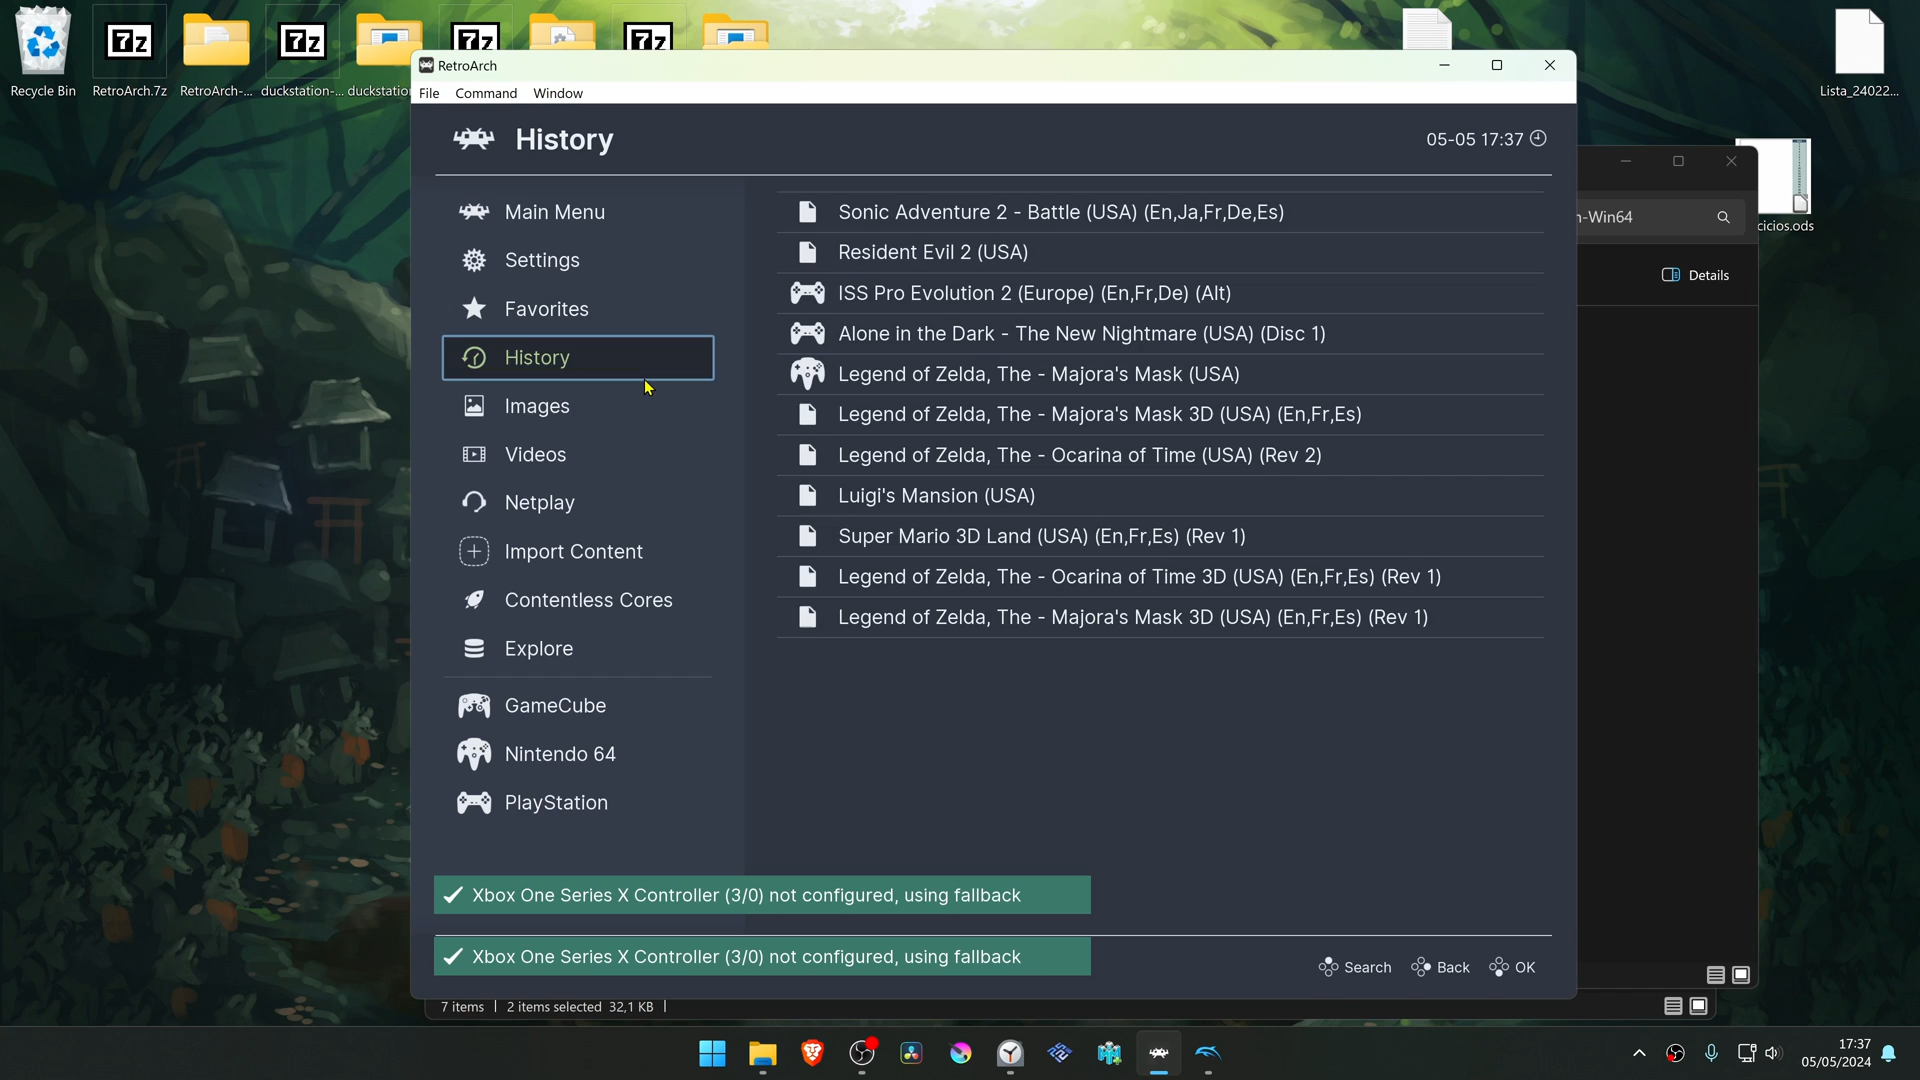 Recycle Bin
RetroArch.7z
RetroArch-...
duckstation-...
duckstation
Lista_24022...
RetroArch
File Command Window
History
05-05 17:37
Main Menu
Settings
Favorites
History
Images
Videos
Netplay
Import Content
Contentless Cores
Explore
GameCube
Nintendo 64
PlayStation
Sonic Adventure 2 - Battle (USA) (En,Ja,Fr,De,Es)
Resident Evil 2 (USA)
ISS Pro Evolution 2 (Europe) (En,Fr,De) (Alt)
Alone in the Dark - The New Nightmare (USA) (Disc 1)
Legend of Zelda, The - Majora's Mask (USA)
Legend of Zelda, The - Majora's Mask 3D (USA) (En,Fr,Es)
Legend of Zelda, The - Ocarina of Time (USA) (Rev 2)
Luigi's Mansion (USA)
Super Mario 3D Land (USA) (En,Fr,Es) (Rev 1)
Legend of Zelda, The - Ocarina of Time 3D (USA) (En,Fr,Es) (Rev 1)
Legend of Zelda, The - Majora's Mask 3D (USA) (En,Fr,Es) (Rev 1)
Xbox One Series X Controller (3/0) not configured, using fallback
Xbox One Series X Controller (3/0) not configured, using fallback
Search Back OK
n-Win64
cicios.ods
Details
7 items 2 items selected 32,1 KB
17:37
05/05/2024